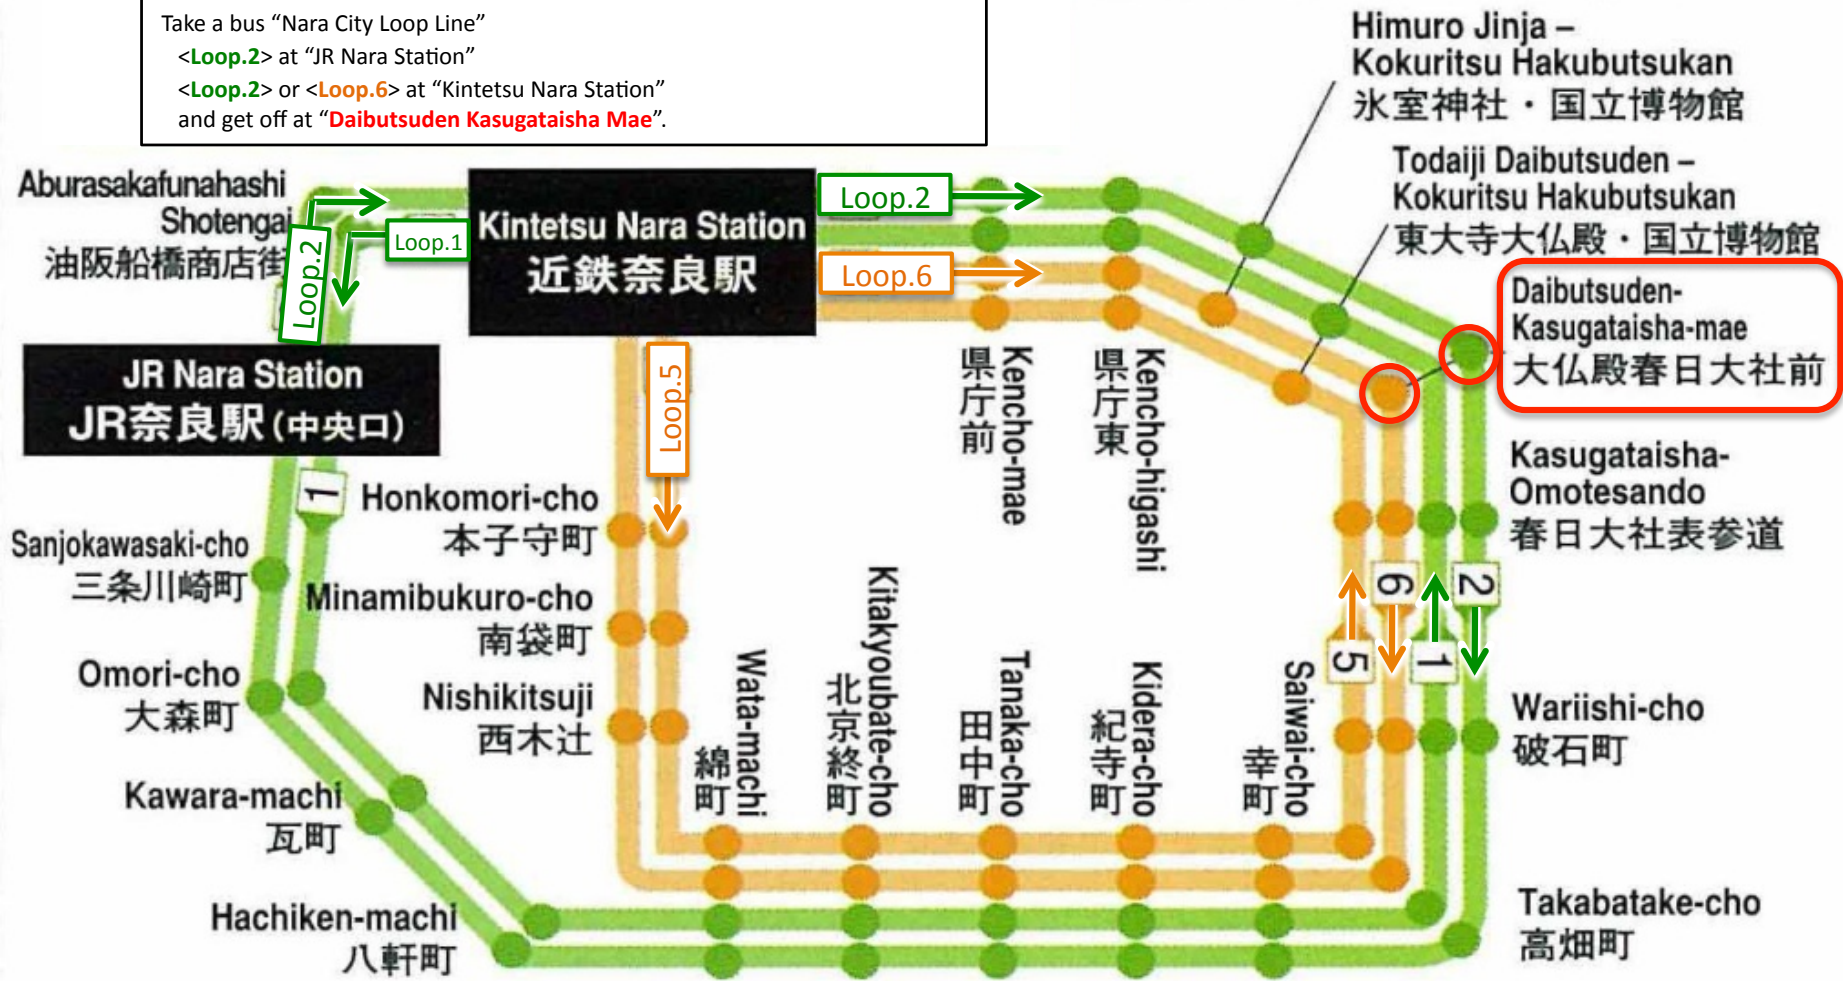 Take a bus “Nara City Loop Line”
<Loop.2> at “JR Nara Station”
<Loop.2> or <Loop.6> at “Kintetsu Nara Station”
and get off at “Daibutsuden Kasugataisha Mae”.
Himuro Jinja –
Kokuritsu Hakubutsukan
氷室神社・国立博物館
Todaiji Daibutsuden –
Kokuritsu Hakubutsukan
東大寺大仏殿・国立博物館
Daibutsuden-
Kasugataisha-mae
大仏殿春日大社前
Aburasakafunahashi
Shotengai
油阪船橋商店街
Loop.2
Loop.1
Kintetsu Nara Station
近鉄奈良駅
Loop.2
Loop.6
Loop.5
JR Nara Station
JR奈良駅(中央口)
1
Kencho-mae
県庁前
Kencho-higashi
県庁東
Kasugataisha-
Omotesando
春日大社表参道
Honkomori-cho
本子守町
Sanjokawasaki-cho
三条川崎町
Minamibukuro-cho
南袋町
Omori-cho
大森町
Nishikitsuji
西木辻
Wata-machi
綿町
Kitakyoubate-cho
北京終町
Tanaka-cho
田中町
Kidera-cho
紀寺町
Saiwai-cho
幸町
5
6
1
2
Wariishi-cho
破石町
Kawara-machi
瓦町
Hachiken-machi
八軒町
Takabatake-cho
高畑町